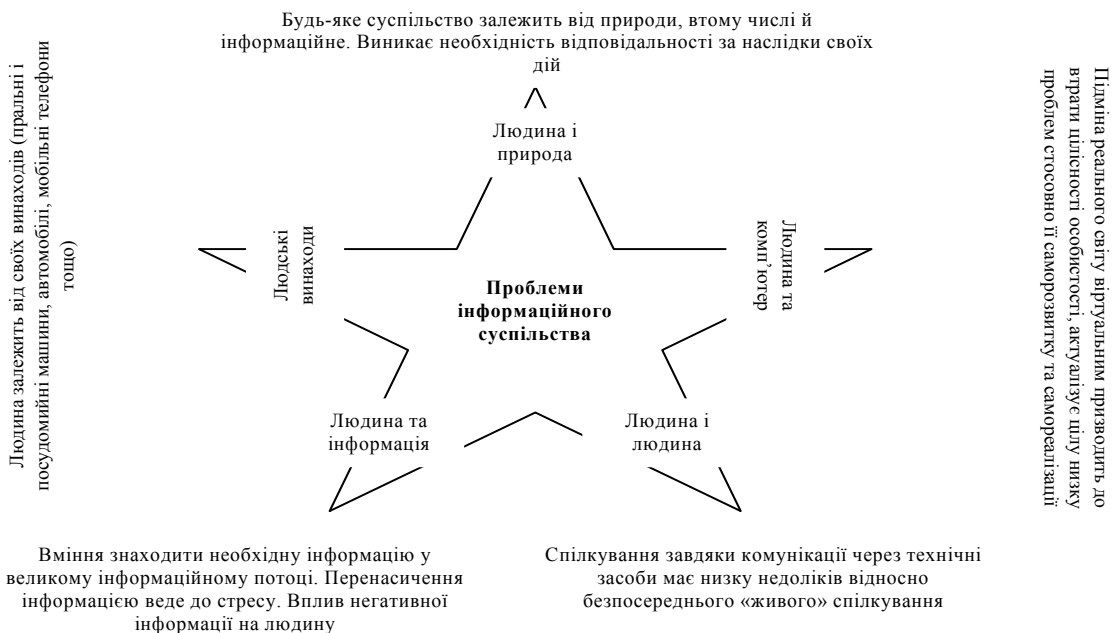 Будь-яке суспільство залежить від природи, втому числі й
інформаційне. Виникає необхідність відповідальності за наслідки своїх
дій
Людина залежить від своїх винаходів (пральні і
посудомийні машини, автомобілі, мобільні телефони
тощо)
Людина і
природа
Людські
винаходи
Проблеми
інформаційного
суспільства
Людина та
комп’ютер
Людина та
інформація
Людина і
людина
Підміна реального світу віртуальним призводить до
втрати цілісності особистості, актуалізує цілу низку
проблем стосовно її саморозвитку та самореалізації
Вміння знаходити необхідну інформацію у
великому інформаційному потоці. Перенасичення
інформацією веде до стресу. Вплив негативної
інформації на людину
Спілкування завдяки комунікації через технічні
засоби має низку недоліків відносно
безпосереднього «живого» спілкування